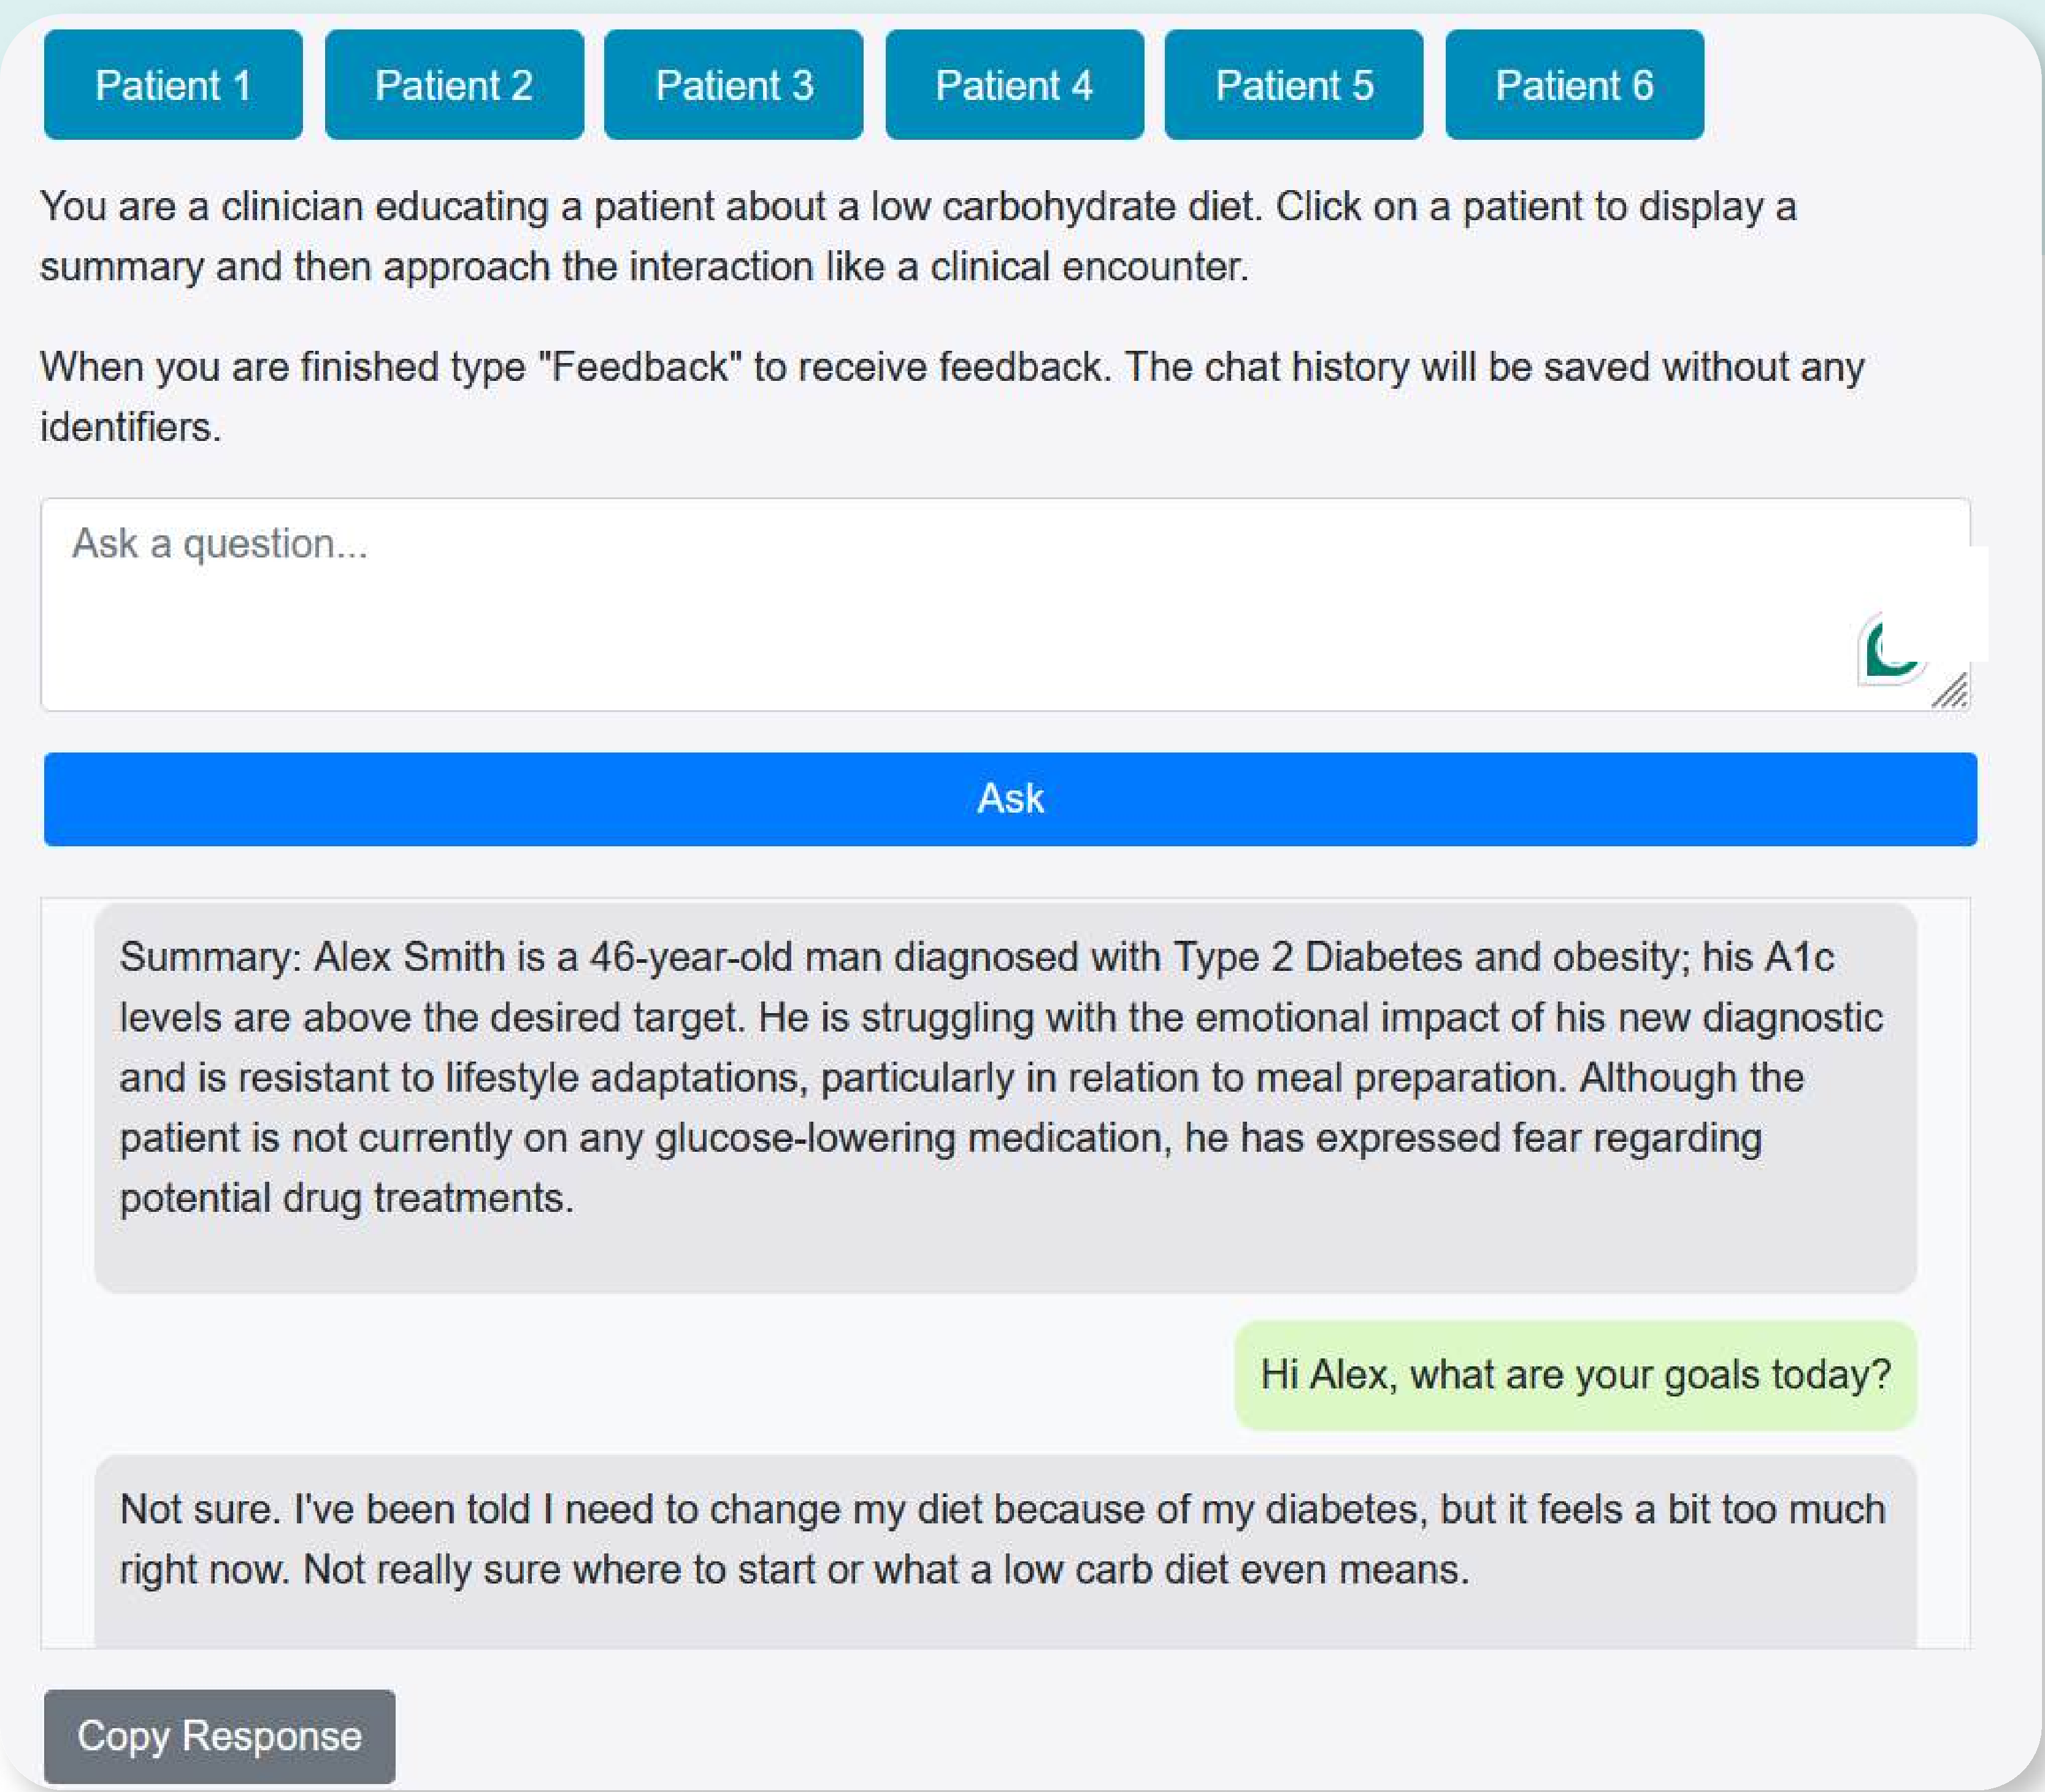 Patient 1 Patient 2 Patient 3 Patient 4 Patient 5 Patient 6
You are a clinician educating a patient about a low carbohydrate diet. Click on a patient to display a
summary and then approach the interaction like a clinical encounter.
When you are finished type "Feedback" to receive feedback. The chat history will be saved without any
identifiers.
Ask a question...
Ask
Summary: Alex Smith is a 46-year-old man diagnosed with Type 2 Diabetes and obesity; his A1c
levels are above the desired target. He is struggling with the emotional impact of his new diagnostic
and is resistant to lifestyle adaptations, particularly in relation to meal preparation. Although the
patient is not currently on any glucose-lowering medication, he has expressed fear regarding
potential drug treatments.
Hi Alex, what are your goals today?
Not sure. I've been told I need to change my diet because of my diabetes, but it feels a bit too much
right now. Not really sure where to start or what a low carb diet even means.
Copy Response